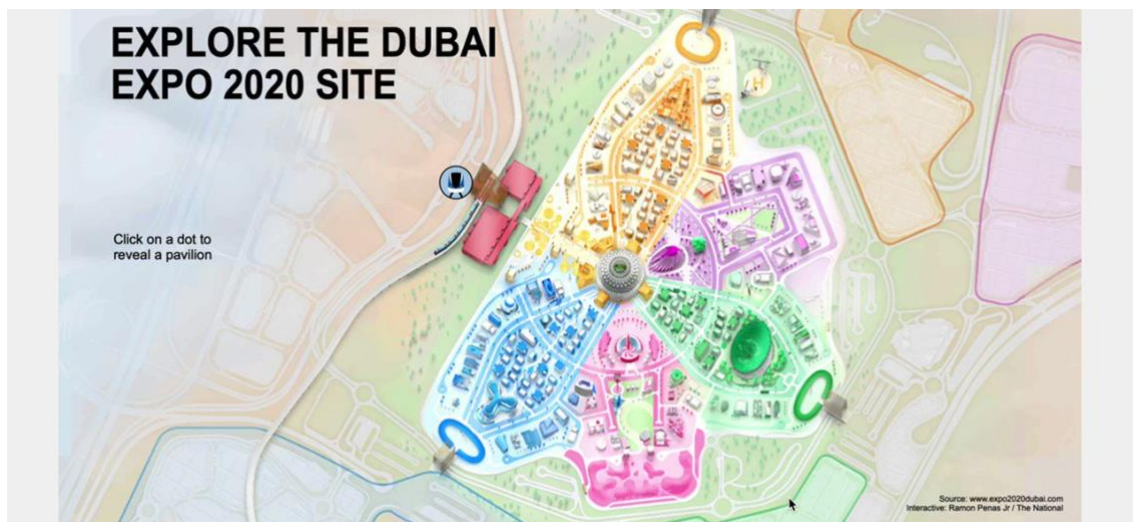 EXPLORE THE DUBAI
EXPO 2020 SITE
Click on a dot to
reveal a pavilion
Source: www.expo2020dubai.com
Interactive: Ramon Penas Jr / The National